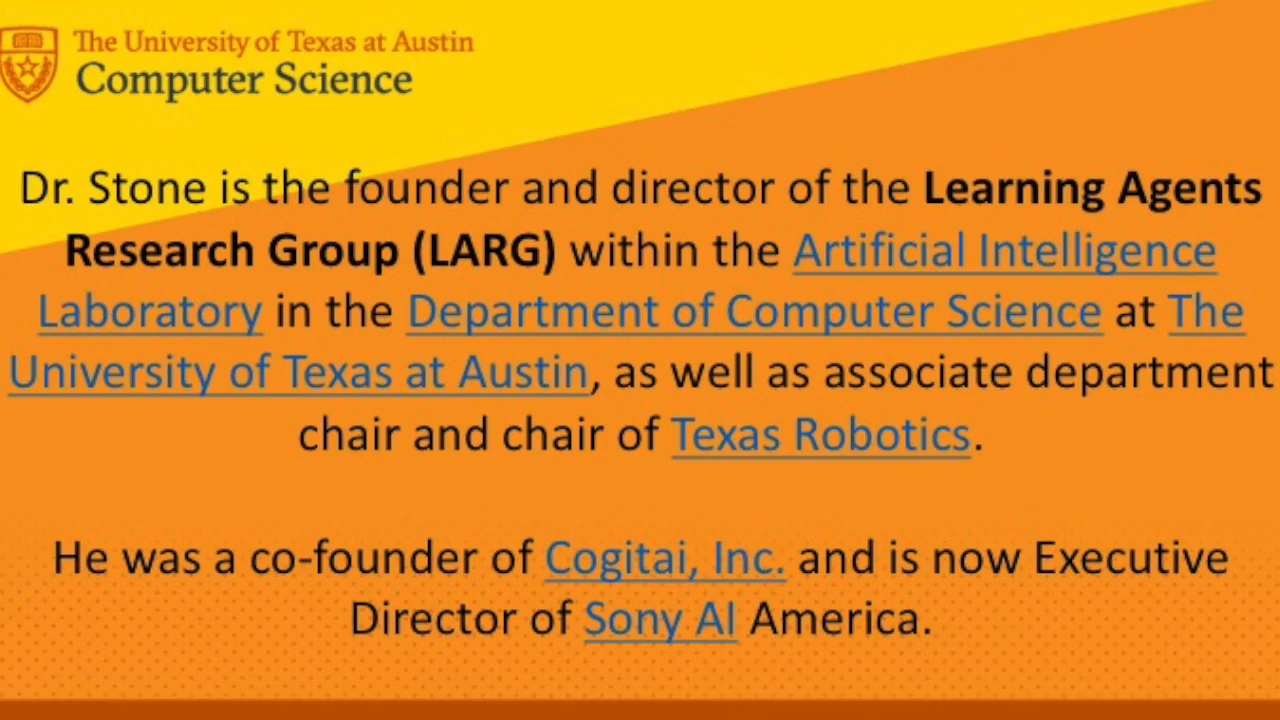 The University of Texas at Austin
Computer Science
Dr. Stone is the founder and director of the Learning Agents
Research Group (LARG) within the Artificial Intelligence
Laboratory in the Department of Computer Science at The
University of Texas at Austin, as well as associate department
chair and chair of Texas Robotics.
He was a co-founder of Cogitai, Inc. and is now Executive
Director of Sony AI America.